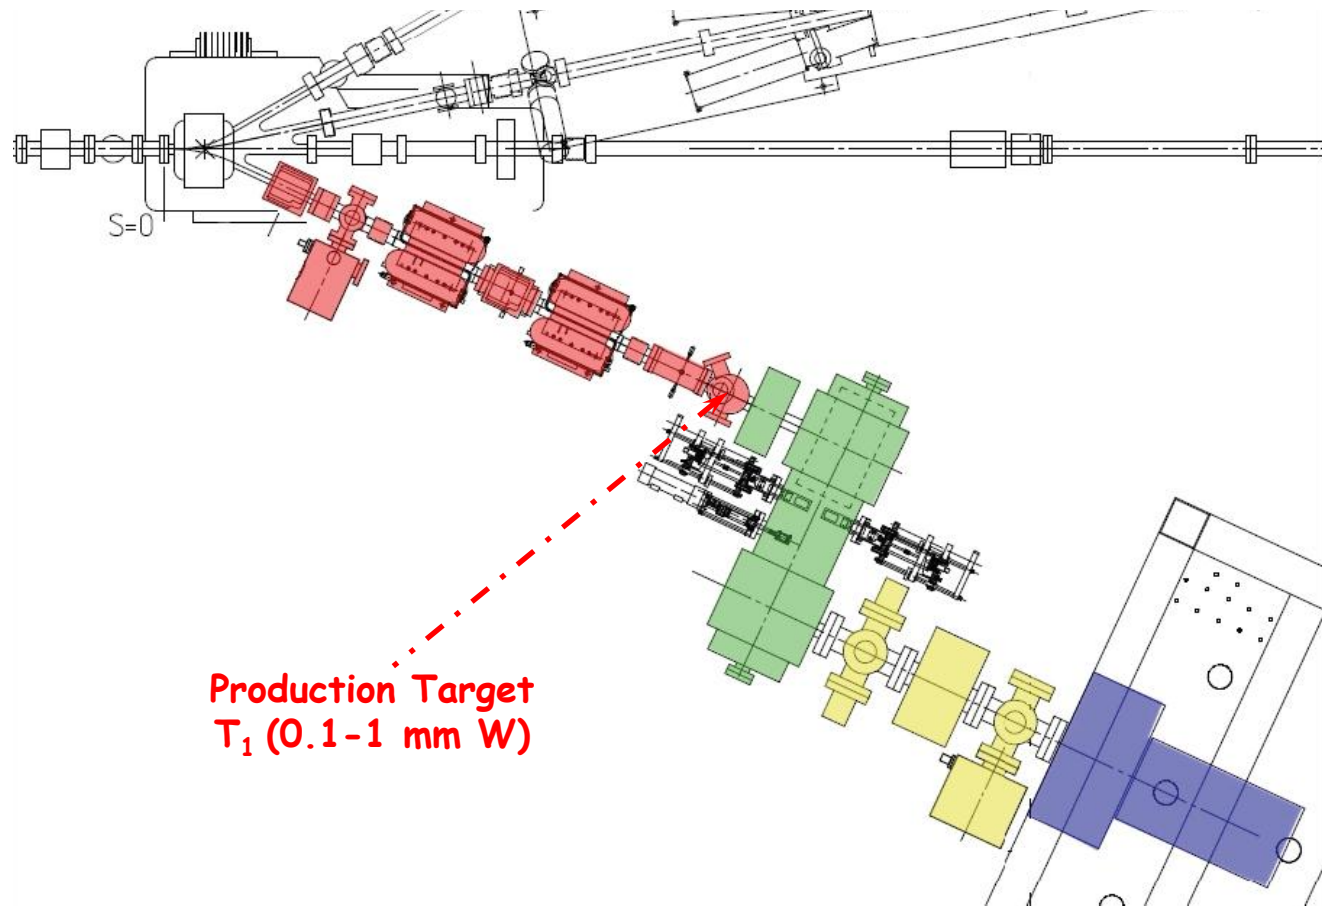 S=0
Production Target
T₁ (0.1-1 mm W)